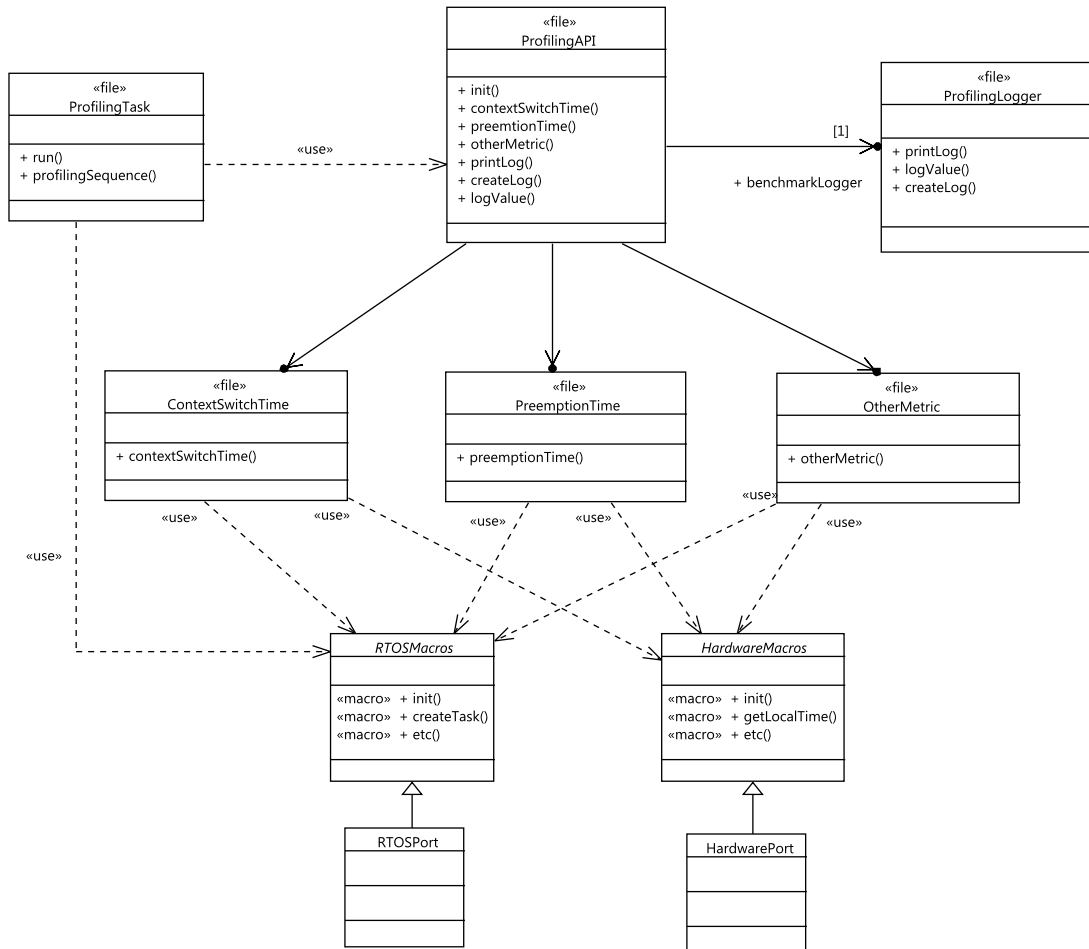 «file»
ProfilingAPI
+ init()
+ contextSwitchTime()
+ preemtionTime()
+ otherMetric()
+ printLog()
+ createLog()
+ logValue()
«file»
ProfilingTask
+ run()
+ profilingSequence()
«use»
«file»
ProfilingLogger
+ printLog()
+ logValue()
+ createLog()
[1]
+ benchmarkLogger
«file»
ContextSwitchTime
+ contextSwitchTime()
«file»
PreemptionTime
+ preemptionTime()
«file»
OtherMetric
+ otherMetric()
«use»
«use»
«use»
«use»
«use»
«use»
«use»
RTOSMacros
«macro» + init()
«macro» + createTask()
«macro» + etc()
HardwareMacros
«macro» + init()
«macro» + getLocalTime()
«macro» + etc()
RTOSPort
HardwarePort